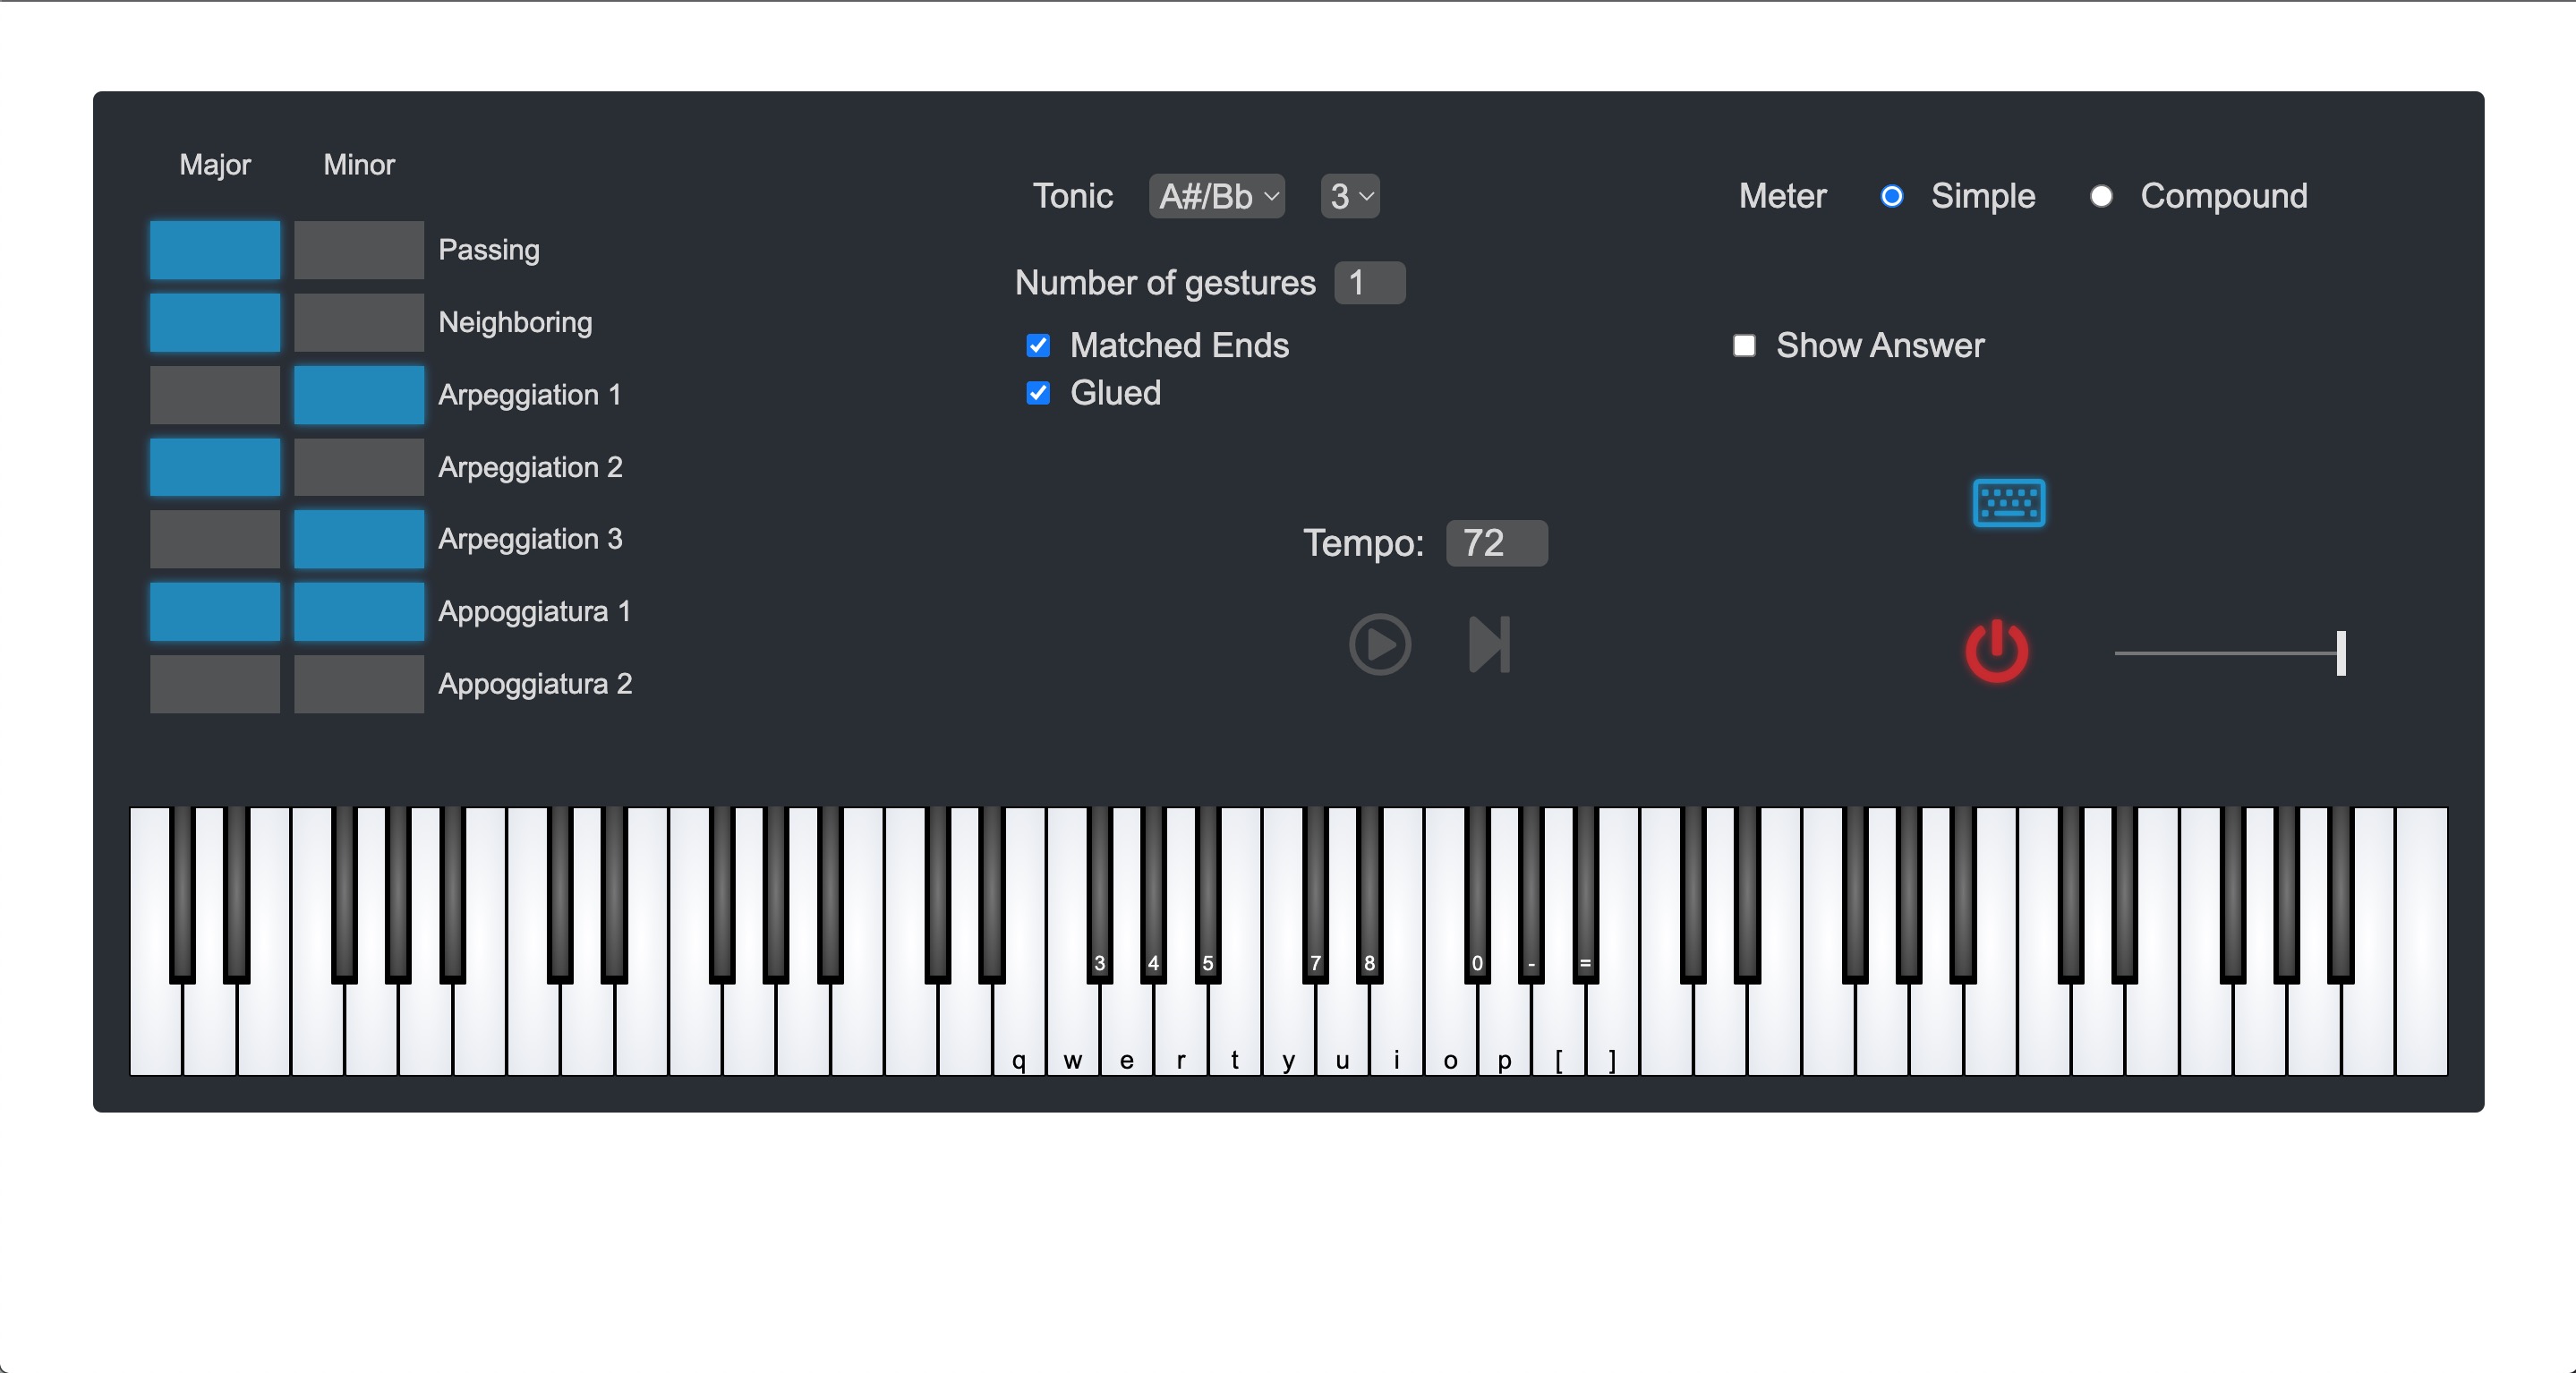 Major Minor
Passing
Neighboring
Arpeggiation 1
Arpeggiation 2
Arpeggiation 3
Appoggiatura 1
Appoggiatura 2
Tonic A#/Bb 3
Number of gestures 1
Matched Ends
Glued
Meter Simple Compound
Show Answer
Tempo: 72
3 4 5 7 8 0 - =
q w e r t y u i o p [ ]